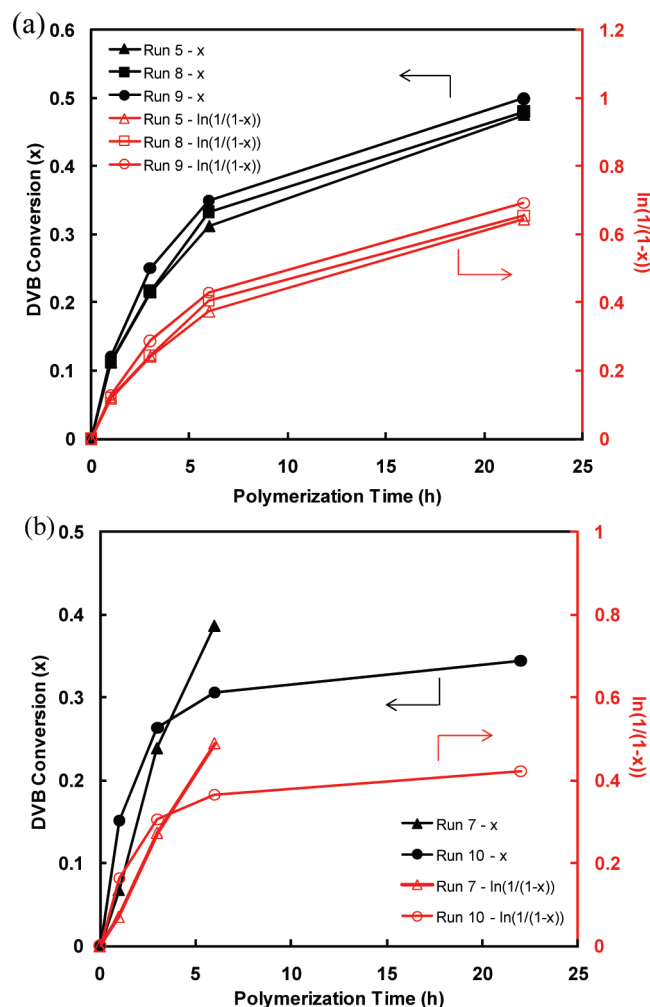 (a)
0.6
0.5
0.4
0.3
0.2
0.1
0
DVB Conversion (x)
Run 5 - x
Run 8 - x
Run 9 - x
Run 5 - ln(1/(1-x))
Run 8 - ln(1/(1-x))
Run 9 - ln(1/(1-x))
1.2
1
0.8
0.6
0.4
0.2
0
ln(1/(1-x))
0 5 10 15 20 25
Polymerization Time (h)
(b)
0.5
0.4
0.3
0.2
0.1
0
DVB Conversion (x)
1
0.8
0.6
0.4
0.2
0
ln(1/(1-x))
Run 7 - x
Run 10 - x
Run 7 - ln(1/(1-x))
Run 10 - ln(1/(1-x))
0 5 10 15 20 25
Polymerization Time (h)